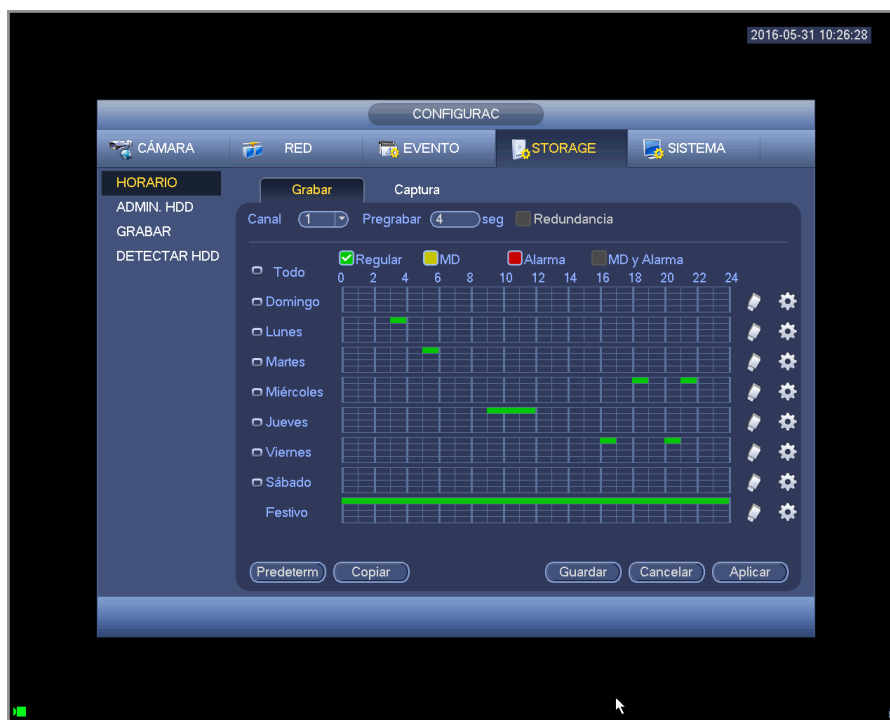 2016-05-31 10:26:28
CONFIGURAC
CÁMARA RED EVENTO STORAGE SISTEMA
HORARIO
ADMIN. HDD
GRABAR
DETECTAR HDD
Grabar Captura
Canal 1 Pregrabar 4 seg Redundancia
Todo Regular MD Alarma MD y Alarma
0 2 4 6 8 10 12 14 16 18 20 22 24
Domingo
Lunes
Martes
Miércoles
Jueves
Viernes
Sábado
Festivo
Predeterm Copiar Guardar Cancelar Aplicar